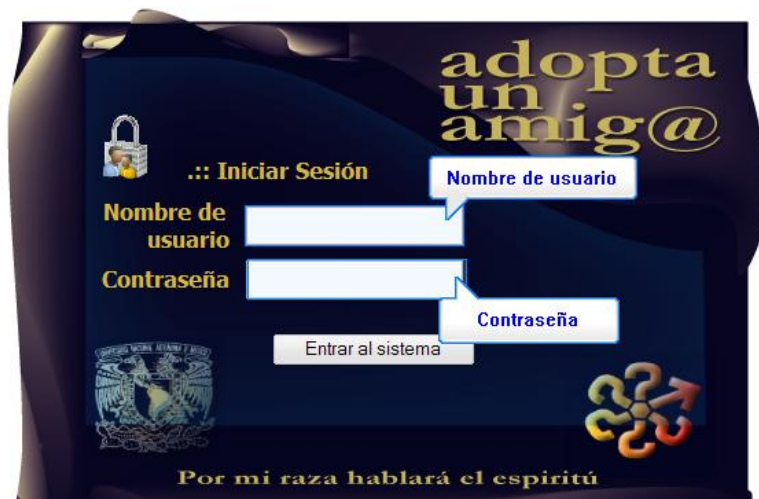 adopta
un
amig@
.:: Iniciar Sesión
Nombre de usuario
Nombre de
usuario
Contraseña
Contraseña
Entrar al sistema
Por mi raza hablará el espiritú